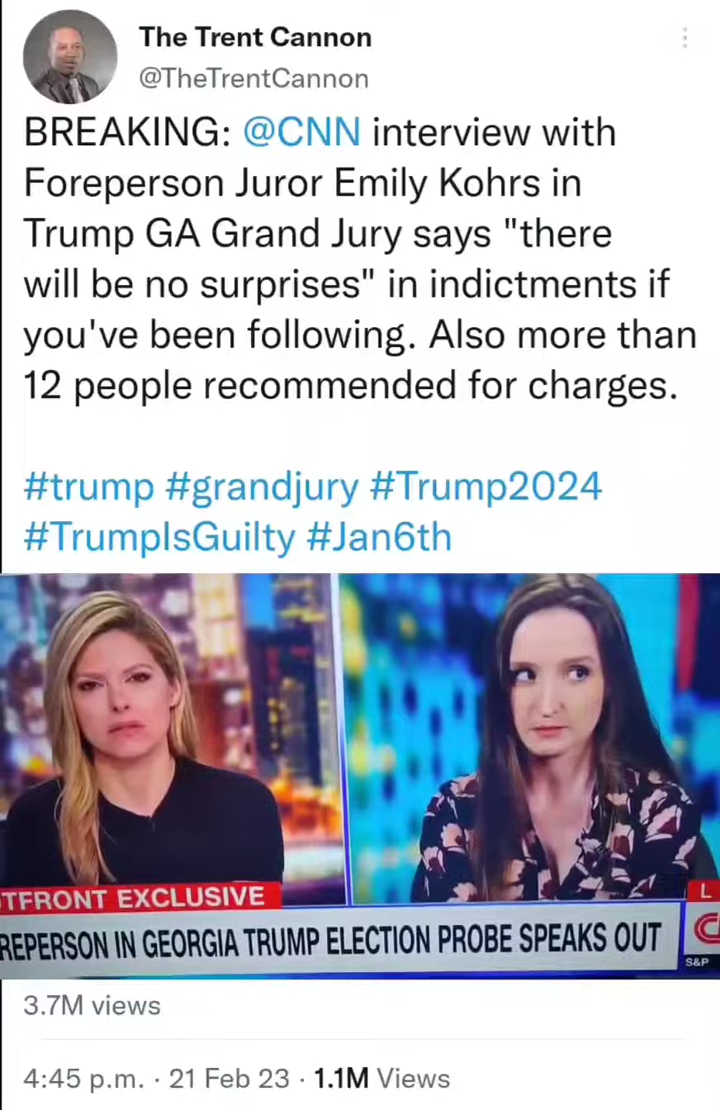 The Trent Cannon
@TheTrentCannon
BREAKING: @CNN interview with
Foreperson Juror Emily Kohrs in
Trump GA Grand Jury says "there
will be no surprises" in indictments if
you've been following. Also more than
12 people recommended for charges.
#trump #grandjury #Trump2024
#TrumpIsGuilty #Jan6th
TFRONT EXCLUSIVE
REPERSON IN GEORGIA TRUMP ELECTION PROBE SPEAKS OUT
L
C
S&P
3.7M views
4:45 p.m. · 21 Feb 23 · 1.1M Views